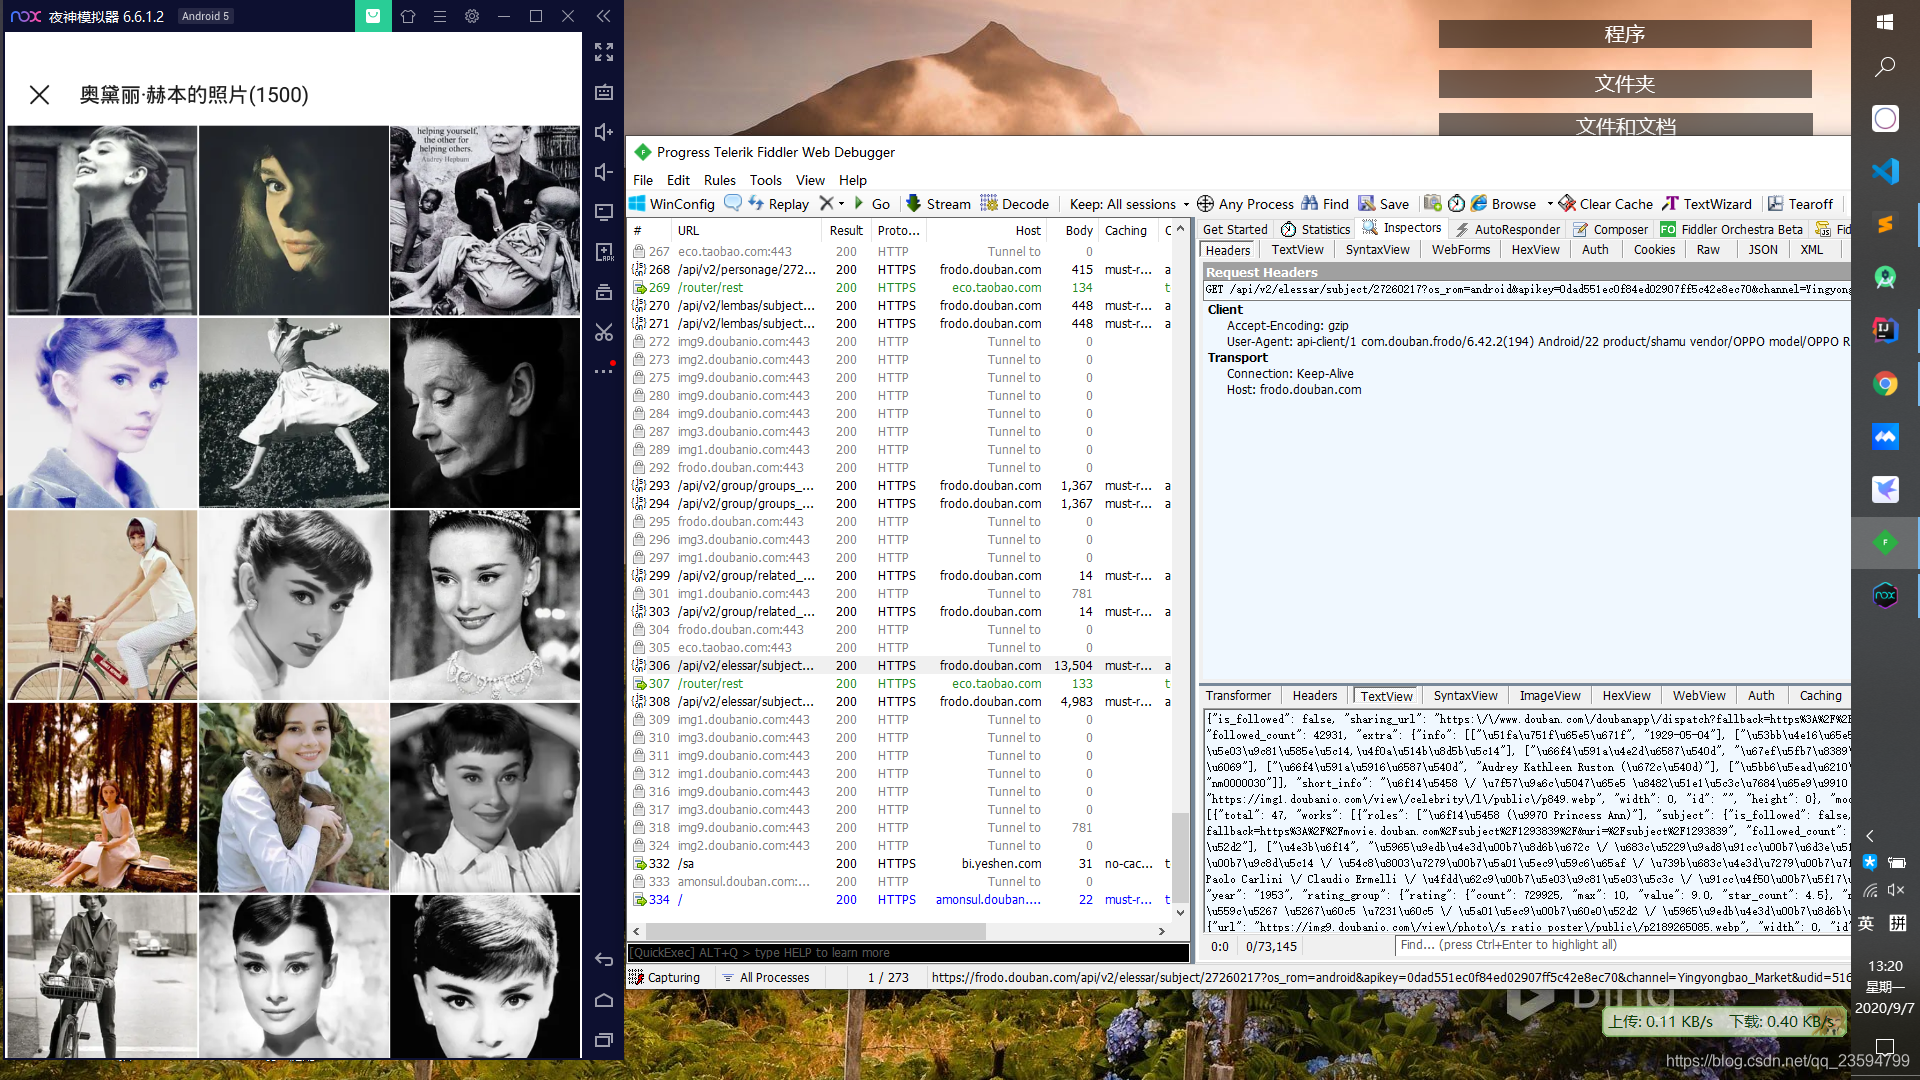 nox 夜神模拟器 6.6.1.2 Android 5
奥黛丽·赫本的照片(1500)
helping yourself,
the other for
helping others.
Audrey Hepburn
程序
文件夹
文件和文档
Progress Telerik Fiddler Web Debugger
File Edit Rules Tools View Help
WinConfig Replay Go Stream Decode Keep: All sessions Any Process Find Save Browse Clear Cache TextWizard Tearoff
# URL Result Proto... Host Body Caching C
267 eco.taobao.com:443 200 HTTP Tunnel to 0
268 /api/v2/personage/272... 200 HTTPS frodo.douban.com 415 must-r... a
269 /router/rest 200 HTTPS eco.taobao.com 134 t
270 /api/v2/lembas/subject... 200 HTTPS frodo.douban.com 448 must-r... a
271 /api/v2/lembas/subject... 200 HTTPS frodo.douban.com 448 must-r... a
272 img9.doubanio.com:443 200 HTTP Tunnel to 0
273 img2.doubanio.com:443 200 HTTP Tunnel to 0
275 img9.doubanio.com:443 200 HTTP Tunnel to 0
280 img9.doubanio.com:443 200 HTTP Tunnel to 0
284 img9.doubanio.com:443 200 HTTP Tunnel to 0
287 img3.doubanio.com:443 200 HTTP Tunnel to 0
289 img1.doubanio.com:443 200 HTTP Tunnel to 0
292 frodo.douban.com:443 200 HTTP Tunnel to 0
293 /api/v2/group/groups_... 200 HTTPS frodo.douban.com 1,367 must-r... a
294 /api/v2/group/groups_... 200 HTTPS frodo.douban.com 1,367 must-r... a
295 frodo.douban.com:443 200 HTTP Tunnel to 0
296 img3.doubanio.com:443 200 HTTP Tunnel to 0
297 img1.doubanio.com:443 200 HTTP Tunnel to 0
299 /api/v2/group/related_... 200 HTTPS frodo.douban.com 14 must-r... a
301 img1.doubanio.com:443 200 HTTP Tunnel to 781
303 /api/v2/group/related_... 200 HTTPS frodo.douban.com 14 must-r... a
304 frodo.douban.com:443 200 HTTP Tunnel to 0
305 eco.taobao.com:443 200 HTTP Tunnel to 0
306 /api/v2/elessar/subject... 200 HTTPS frodo.douban.com 13,504 must-r... a
307 /router/rest 200 HTTPS eco.taobao.com 133 t
308 /api/v2/elessar/subject... 200 HTTPS frodo.douban.com 4,983 must-r... a
309 img1.doubanio.com:443 200 HTTP Tunnel to 0
310 img3.doubanio.com:443 200 HTTP Tunnel to 0
311 img9.doubanio.com:443 200 HTTP Tunnel to 0
312 img1.doubanio.com:443 200 HTTP Tunnel to 0
316 img9.doubanio.com:443 200 HTTP Tunnel to 0
317 img3.doubanio.com:443 200 HTTP Tunnel to 0
318 img9.doubanio.com:443 200 HTTP Tunnel to 781
324 img2.doubanio.com:443 200 HTTP Tunnel to 0
332 /sa 200 HTTPS bi.yeshen.com 31 no-cac... t
333 amonsul.douban.com:... 200 HTTP Tunnel to 0
334 / 200 HTTPS amonsul.douban.... 22 must-r... t
[QuickExec] ALT+Q > type HELP to learn more
Get Started Statistics Inspectors AutoResponder Composer FO Fiddler Orchestra Beta Fid
Headers TextView SyntaxView WebForms HexView Auth Cookies Raw JSON XML
Request Headers
GET /api/v2/elessar/subject/27260217?os_rom=android&apikey=0dad551ec0f84ed02907ff5c42e8ec70&channel=Yingyong
Client
Accept-Encoding: gzip
User-Agent: api-client/1 com.douban.frodo/6.42.2(194) Android/22 product/shamu vendor/OPPO model/OPPO R
Transport
Connection: Keep-Alive
Host: frodo.douban.com
Transformer Headers TextView SyntaxView ImageView HexView WebView Auth Caching
{"is_followed": false, "sharing_url": "https:\/\/www.douban.com\/doubanapp\/dispatch?fallback=https%3A%2F%2F
"followed_count": 42931, "extra": {"info": [["\u51fa\u751f\u65e5\u671f", "1929-05-04"], ["\u53bb\u4e16\u65e5
\u5e03\u9c81\u585e\u5c14,\u4f0a\u514b\u8d5b\u5c14"], ["\u66f4\u591a\u4e2d\u6587\u540d", "\u67ef\u5fb7\u8389
\u6069"], ["\u66f4\u591a\u5916\u6587\u540d", "Audrey Kathleen Ruston (\u672c\u540d)"], ["\u5bb6\u5ead\u6210
"nm0000030"]], "short_info": "\u6f14\u5458 \/ \u7f57\u9a6c\u5047\u65e5 \u8482\u51e1\u5c3c\u7684\u65e9\u9910
"https://img1.doubanio.com\/view\/celebrity\/l\/public\/p849.webp", "width": 0, "id": "", "height": 0}, "mod
[{"total": 47, "works": [{"roles": ["\u6f14\u5458 (\u9970 Princess Ann)"], "subject": {"is_followed": false,
fallback=https%3A%2F%2Fmovie.douban.com%2Fsubject%2F1293839%2F&uri=%2Fsubject%2F1293839", "followed_count":
\u52d2"], ["\u4e3b\u6f14", "\u5965\u9edb\u4e3d\u00b7\u8d6b\u672c \/ \u683c\u5229\u9ad8\u91cc\u00b7\u6d3e\u51
\u00b7\u9c8d\u5c14 \/ \u54c8\u8003\u7279\u00b7\u5a01\u5ec9\u59c6\u65af \/ \u739b\u683c\u4e3d\u7279\u00b7\u7f
Paolo Carlini \/ Claudio Ermelli \/ \u4fdd\u62c9\u00b7\u5e03\u9c81\u5e03\u5c3c \/ \u91cc\u4f50\u00b7\u5f17\u
"year": "1953", "rating_group": {"rating": {"count": 729925, "max": 10, "value": 9.0, "star_count": 4.5}, "n
\u559c\u5267 \u5267\u60c5 \u7231\u60c5 \/ \u5a01\u5ec9\u00b7\u60e0\u52d2 \/ \u5965\u9edb\u4e3d\u00b7\u8d6b\u
{"url": "https:\/\/img9.doubanio.com\/view\/photo\/s_ratio_poster\/public\/p2189265085.webp", "width": 0, "id"
0:0 0/73,145 Find... (press Ctrl+Enter to highlight all)
Capturing All Processes 1 / 273 https://frodo.douban.com/api/v2/elessar/subject/27260217?os_rom=android&apikey=0dad551ec0f84ed02907ff5c42e8ec70&channel=Yingyongbao_Market&udid=516
Bing
上传: 0.11 KB/s 下载: 0.40 KB/s
英 拼
13:20
星期一
2020/9/7
https://blog.csdn.net/qq_23594799